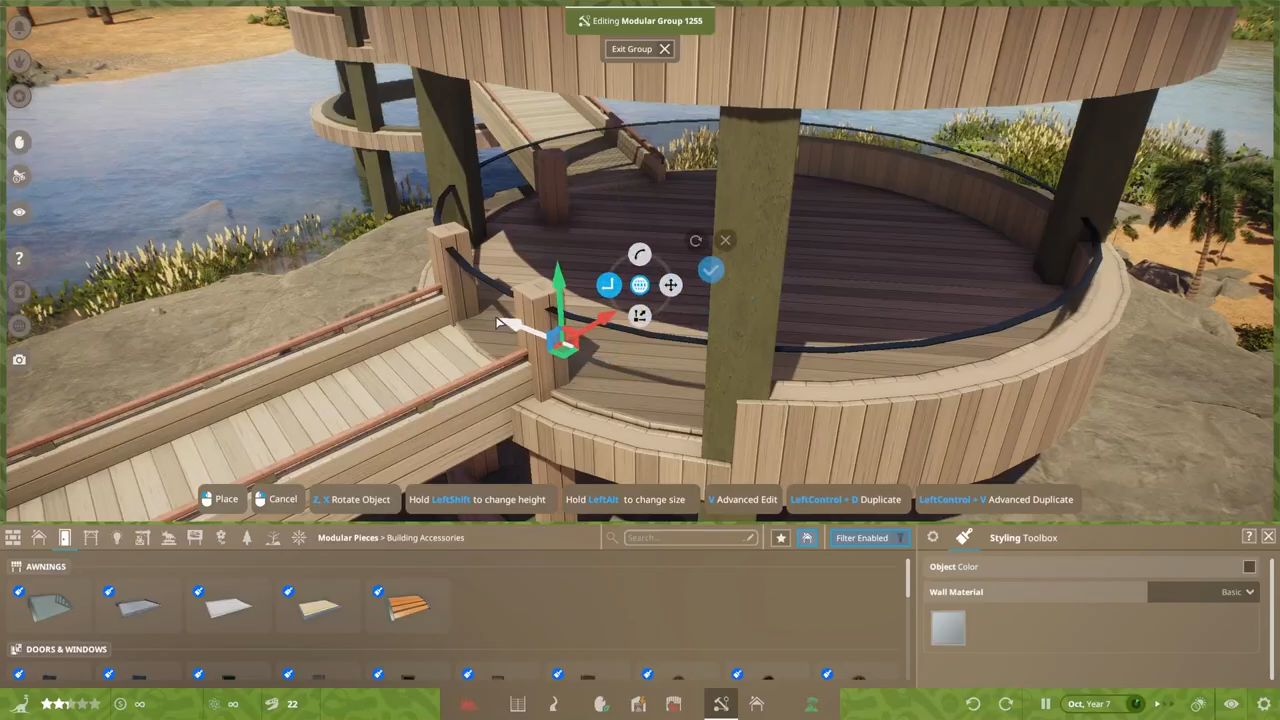 Editing Modular Group 1255
Exit Group
Place
Cancel
Z, X Rotate Object
Hold LeftShift to change height
Hold LeftAlt to change size
V Advanced Edit
LeftControl + D Duplicate
LeftControl + V Advanced Duplicate
Modular Pieces > Building Accessories
Search...
Filter Enabled
Styling Toolbox
?
AWNINGS
Object Color
Wall Material
Basic
DOORS & WINDOWS
∞
∞
22
Oct, Year 7